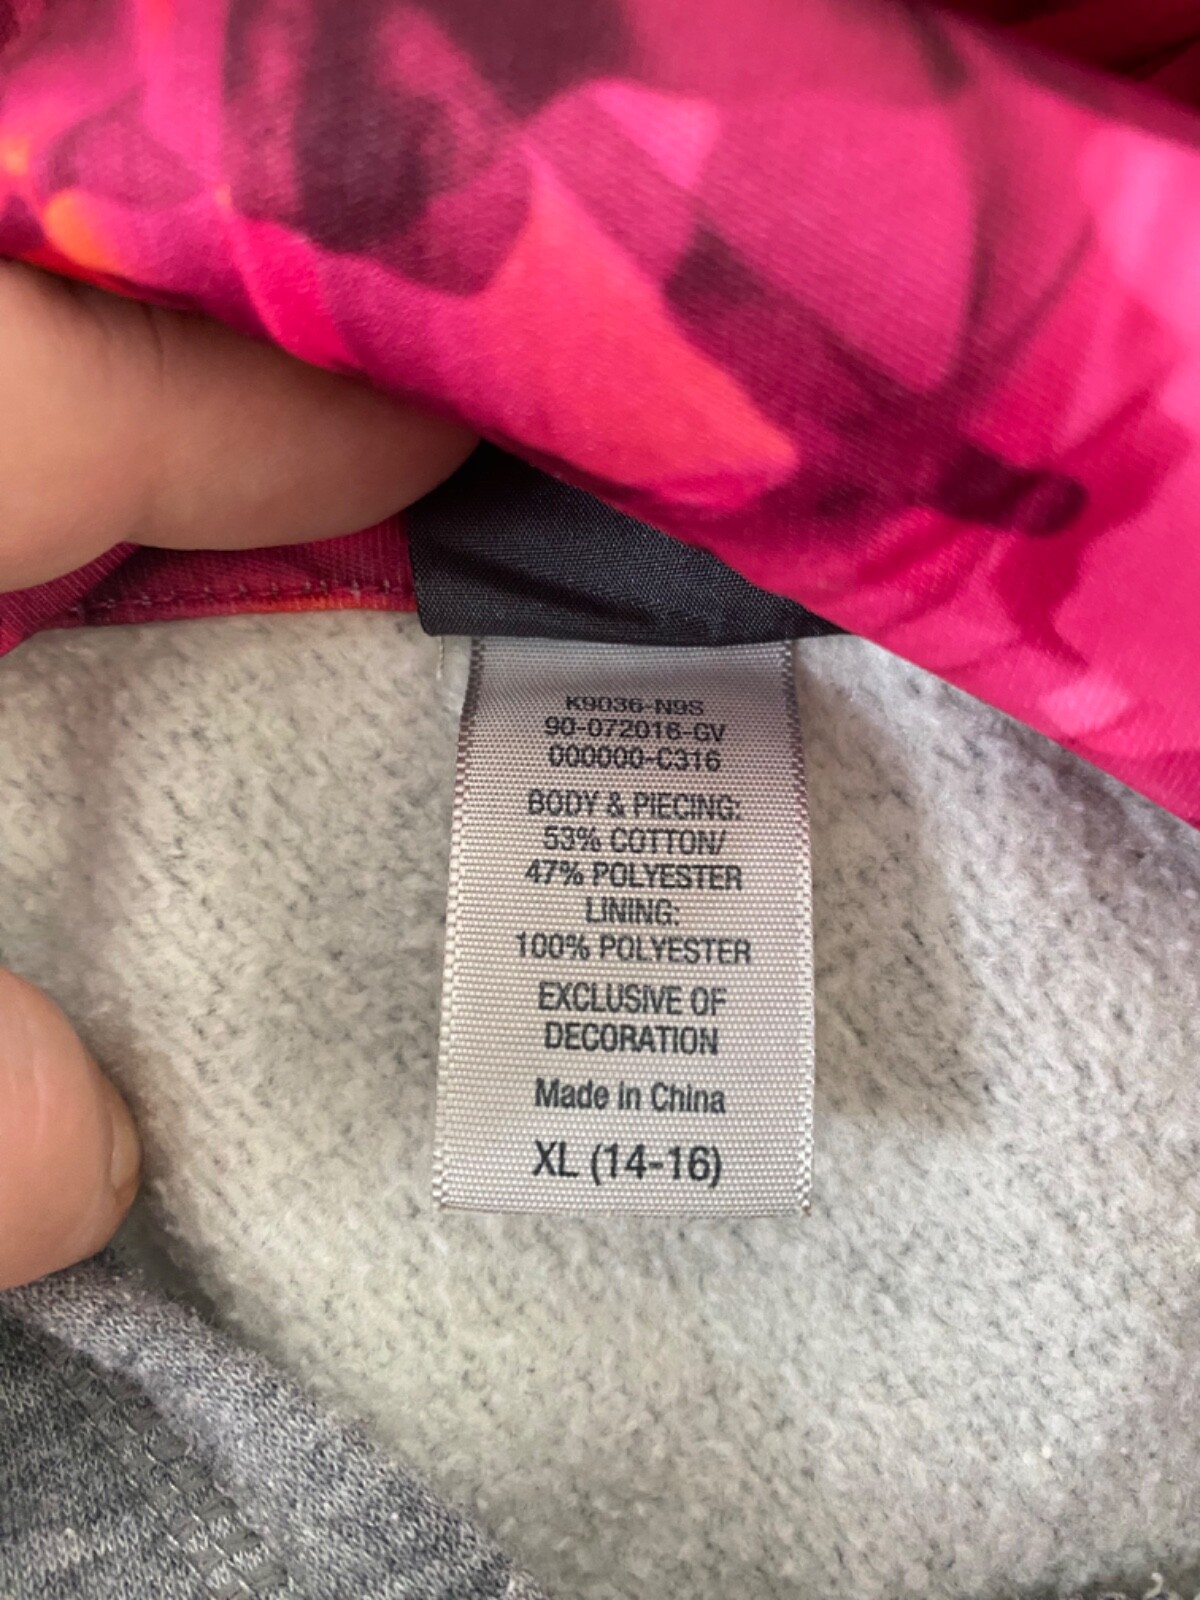 K9036-N9S
90-072016-GV
000000-C316
BODY & PIECING:
53% COTTON/
47% POLYESTER
LINING:
100% POLYESTER
EXCLUSIVE OF
DECORATION
Made in China
XL (14-16)